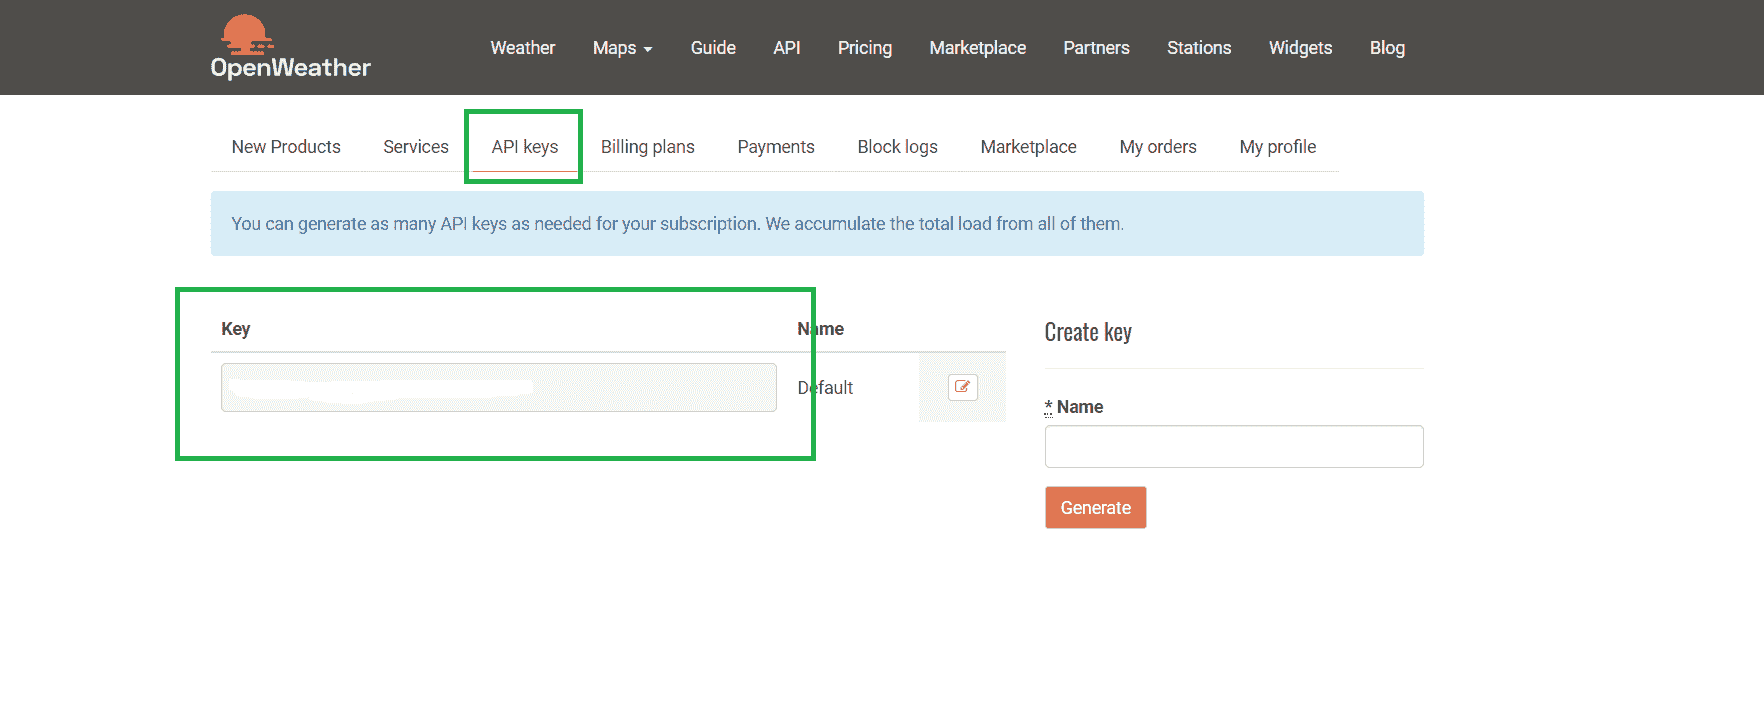 OpenWeather
Weather Maps Guide API Pricing Marketplace Partners Stations Widgets Blog
New Products Services API keys Billing plans Payments Block logs Marketplace My orders My profile
You can generate as many API keys as needed for your subscription. We accumulate the total load from all of them.
Key Name
Default
Create key
* Name
Generate